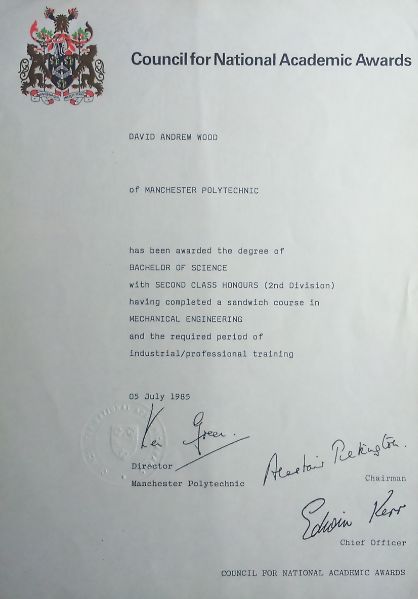 Council for National Academic Awards
DAVID ANDREW WOOD
of MANCHESTER POLYTECHNIC
has been awarded the degree of
BACHELOR OF SCIENCE
with SECOND CLASS HONOURS (2nd Division)
having completed a sandwich course in
MECHANICAL ENGINEERING
and the required period of
industrial/professional training
05 July 1985
Ken Green.
Director
Manchester Polytechnic
Alastair Pilkington.
Chairman
Edwin Kerr
Chief Officer
COUNCIL FOR NATIONAL ACADEMIC AWARDS